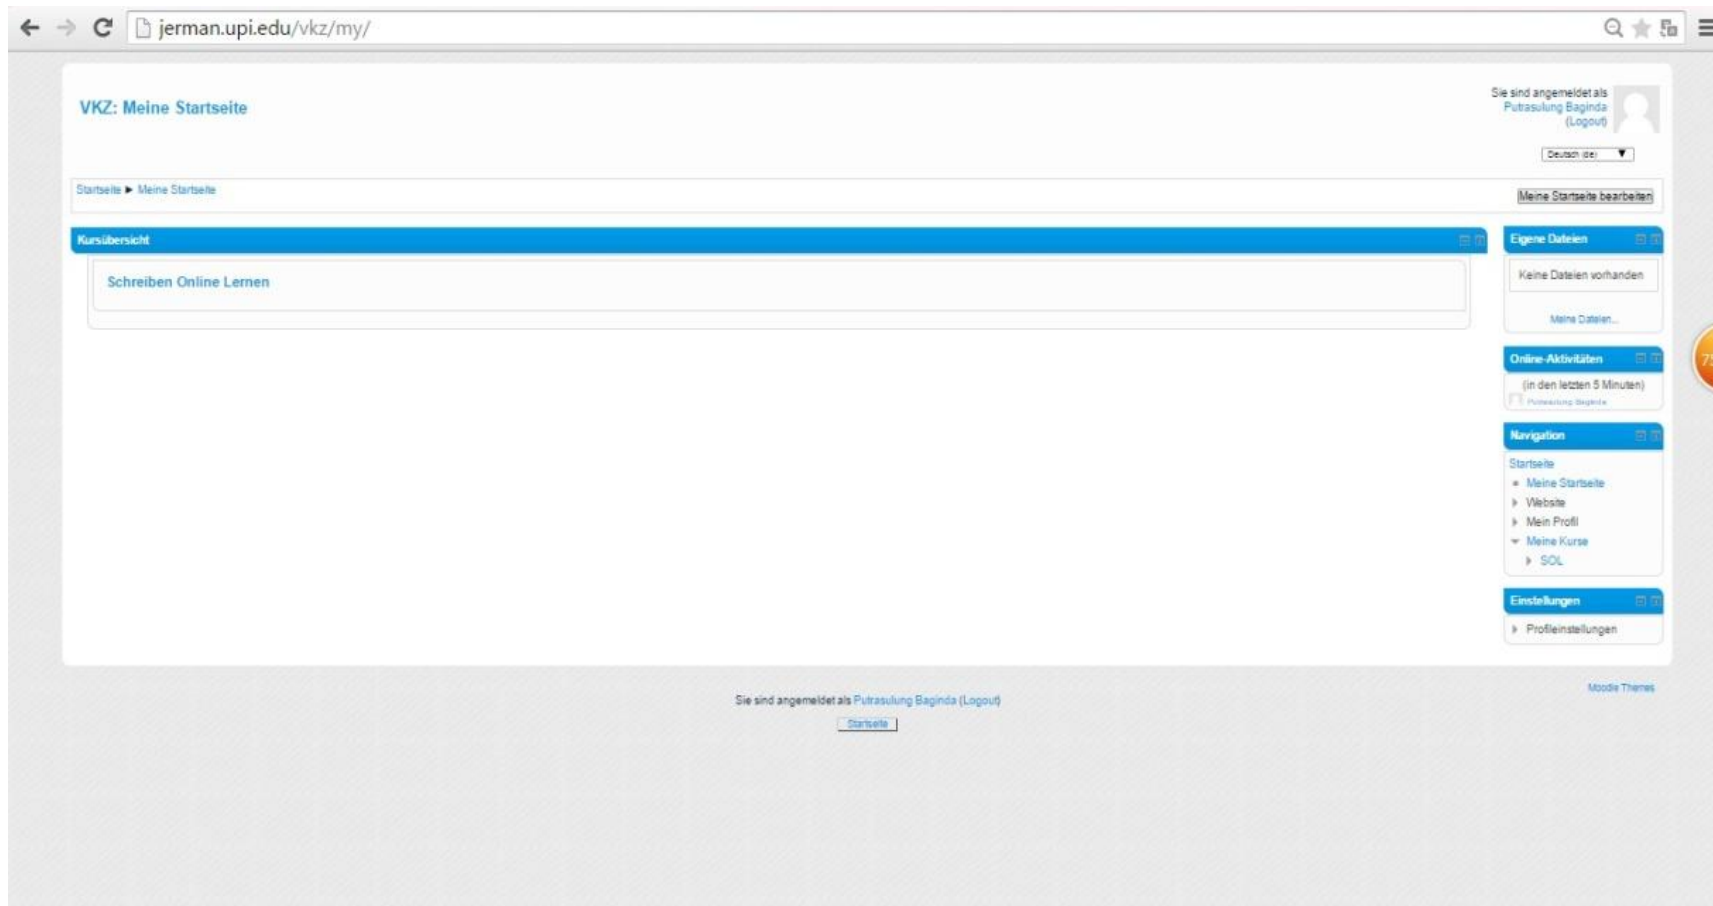 jerman.upi.edu/vkz/my/
VKZ: Meine Startseite
Sie sind angemeldet als
Putrasulung Baginda
(Logout)
Deutsch (de)
Startseite ► Meine Startseite
Meine Startseite bearbeiten
Kursübersicht
Schreiben Online Lernen
Eigene Dateien
Keine Dateien vorhanden
Meine Dateien...
Online-Aktivitäten
(in den letzten 5 Minuten)
Putrasulung Baginda
Navigation
Startseite
Meine Startseite
Website
Mein Profil
Meine Kurse
SOL
Einstellungen
Profileinstellungen
Sie sind angemeldet als Putrasulung Baginda (Logout)
Startseite
Moodle Themes